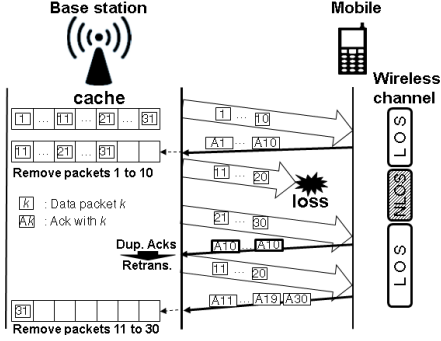 Base station
Mobile
Wireless
channel
cache
1 ... 11 ... 21 ... 31
1 ... 10
LOS
A1 ... A10
11 ... 21 ... 31
Remove packets 1 to 10
11 ... 20
loss
NLOS
k : Data packet k
Ak : Ack with k
21 ... 30
Dup. Acks
A10 ... A10
Retrans.
11 ... 20
LOS
A11 ... A19 A30
31
Remove packets 11 to 30